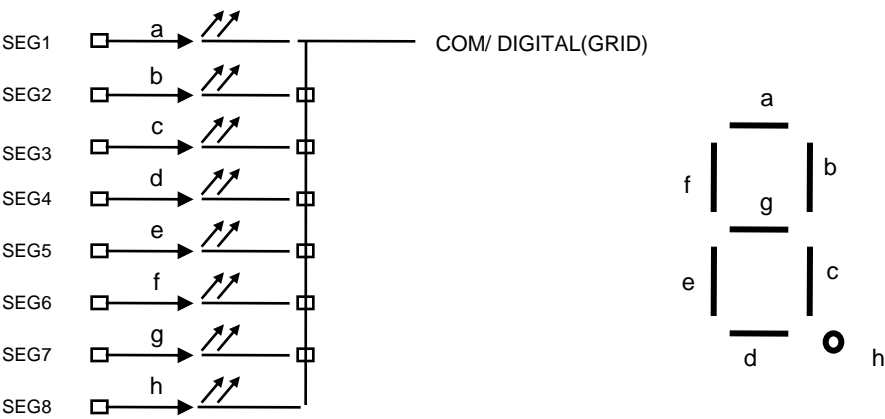 SEG1 a COM/ DIGITAL(GRID)
SEG2 b
SEG3 c
SEG4 d
SEG5 e
SEG6 f
SEG7 g
SEG8 h
a
f b
g
e c
d h